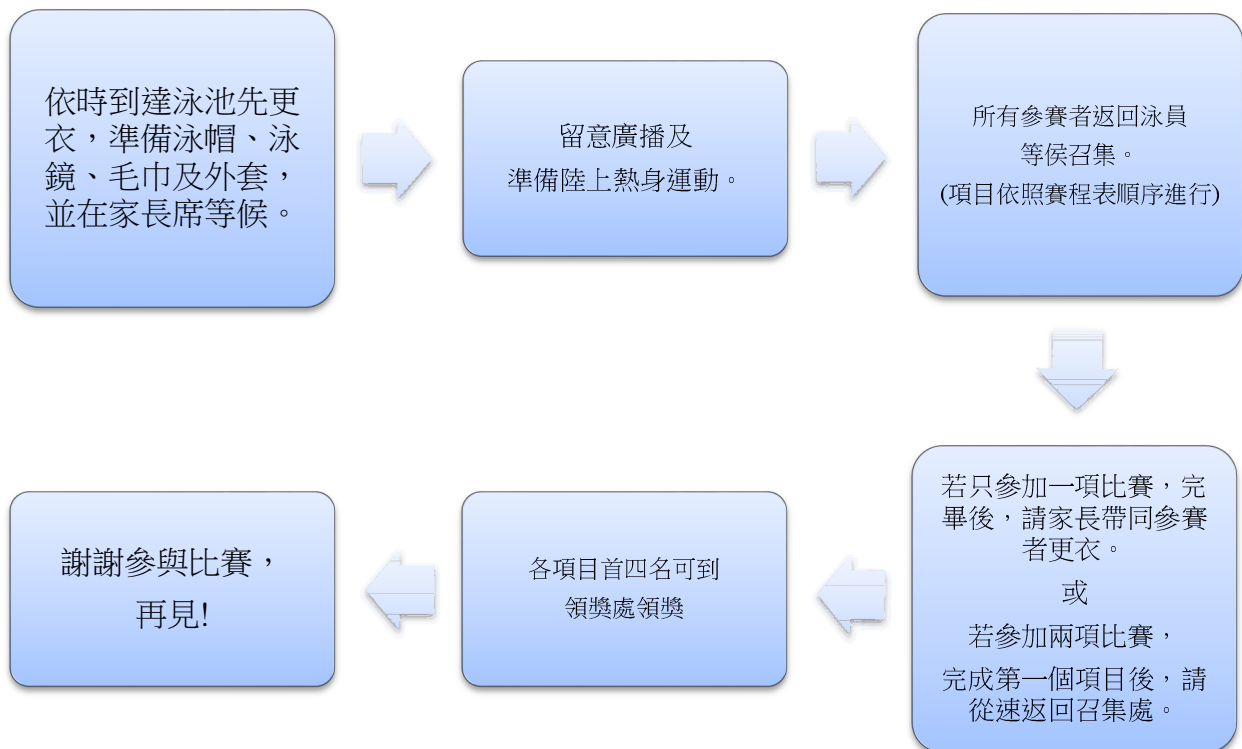 依時到達泳池先更
衣，準備泳帽、泳
鏡、毛巾及外套，
並在家長席等候。
留意廣播及
準備陸上熱身運動。
所有參賽者返回泳員
等侯召集。
(項目依照賽程表順序進行)
若只參加一項比賽，完
畢後，請家長帶同參賽
者更衣。
或
若參加兩項比賽，
完成第一個項目後，請
從速返回召集處。
各項目首四名可到
領獎處領獎
謝謝參與比賽，
再見!